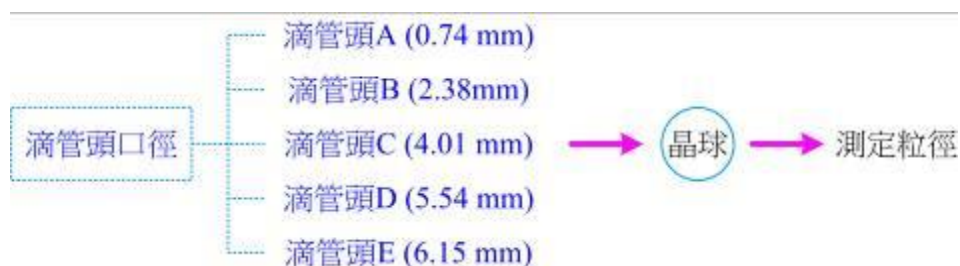 滴管頭口徑
滴管頭A (0.74 mm)
滴管頭B (2.38mm)
滴管頭C (4.01 mm)
滴管頭D (5.54 mm)
滴管頭E (6.15 mm)
晶球
測定粒徑